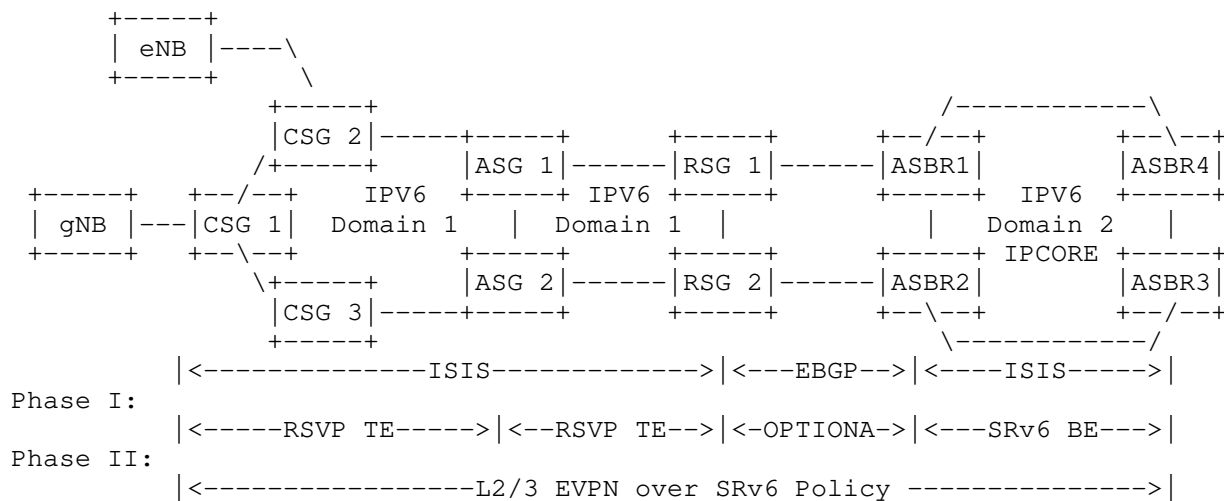 eNB
CSG 2
ASG 1 RSG 1 ASBR1 ASBR4
IPV6 IPV6 IPV6
gNB CSG 1 Domain 1 Domain 1 Domain 2
IPCORE
ASG 2 RSG 2 ASBR2 ASBR3
CSG 3
|<--------------ISIS------------->|<---EBGP-->|<----ISIS----->|
Phase I:
|<-----RSVP TE----->|<--RSVP TE-->|<-OPTIONA->|<---SRv6 BE--->|
Phase II:
|<----------------L2/3 EVPN over SRv6 Policy --------------->|